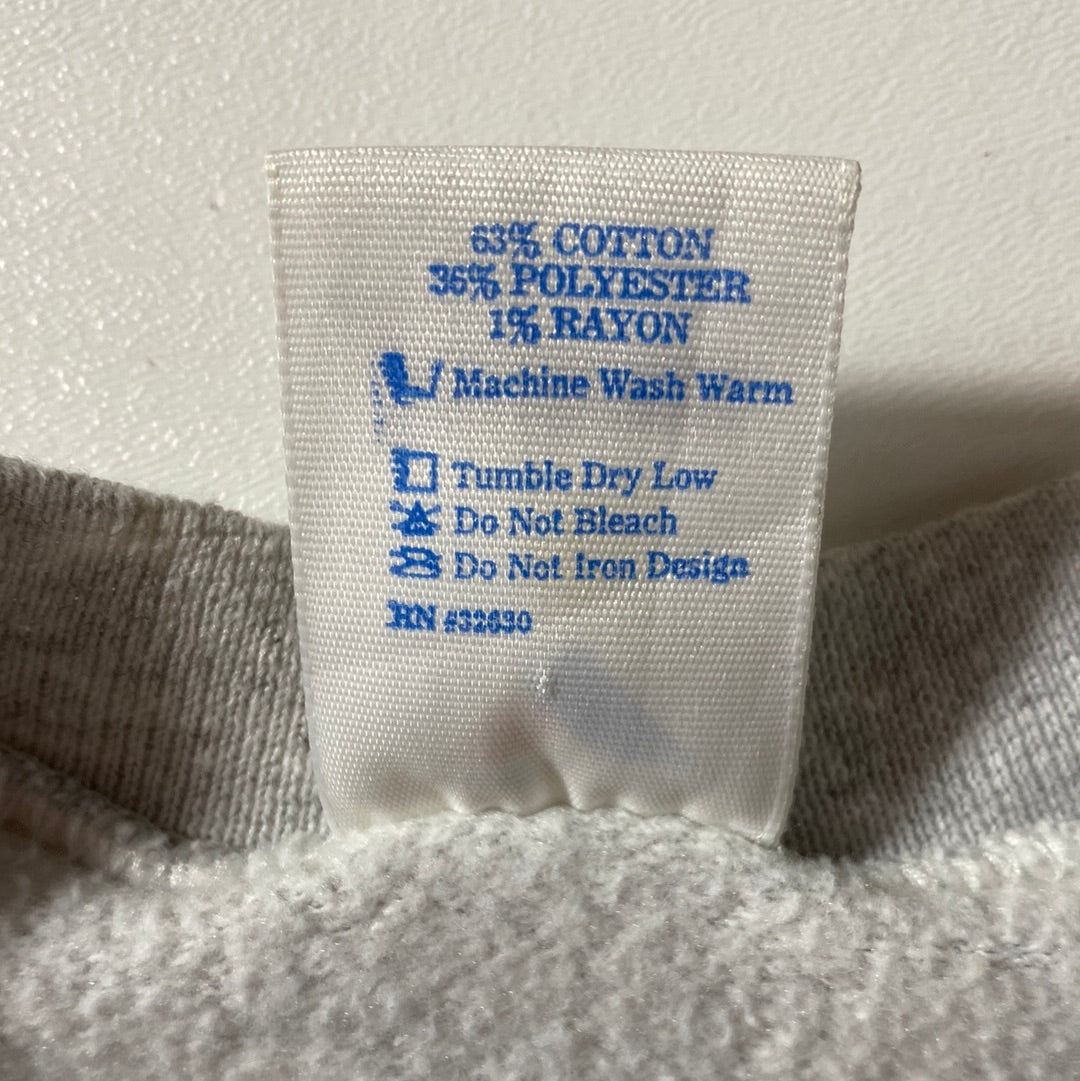 63% COTTON
36% POLYESTER
1% RAYON
Machine Wash Warm
Tumble Dry Low
Do Not Bleach
Do Not Iron Design
RN #32630